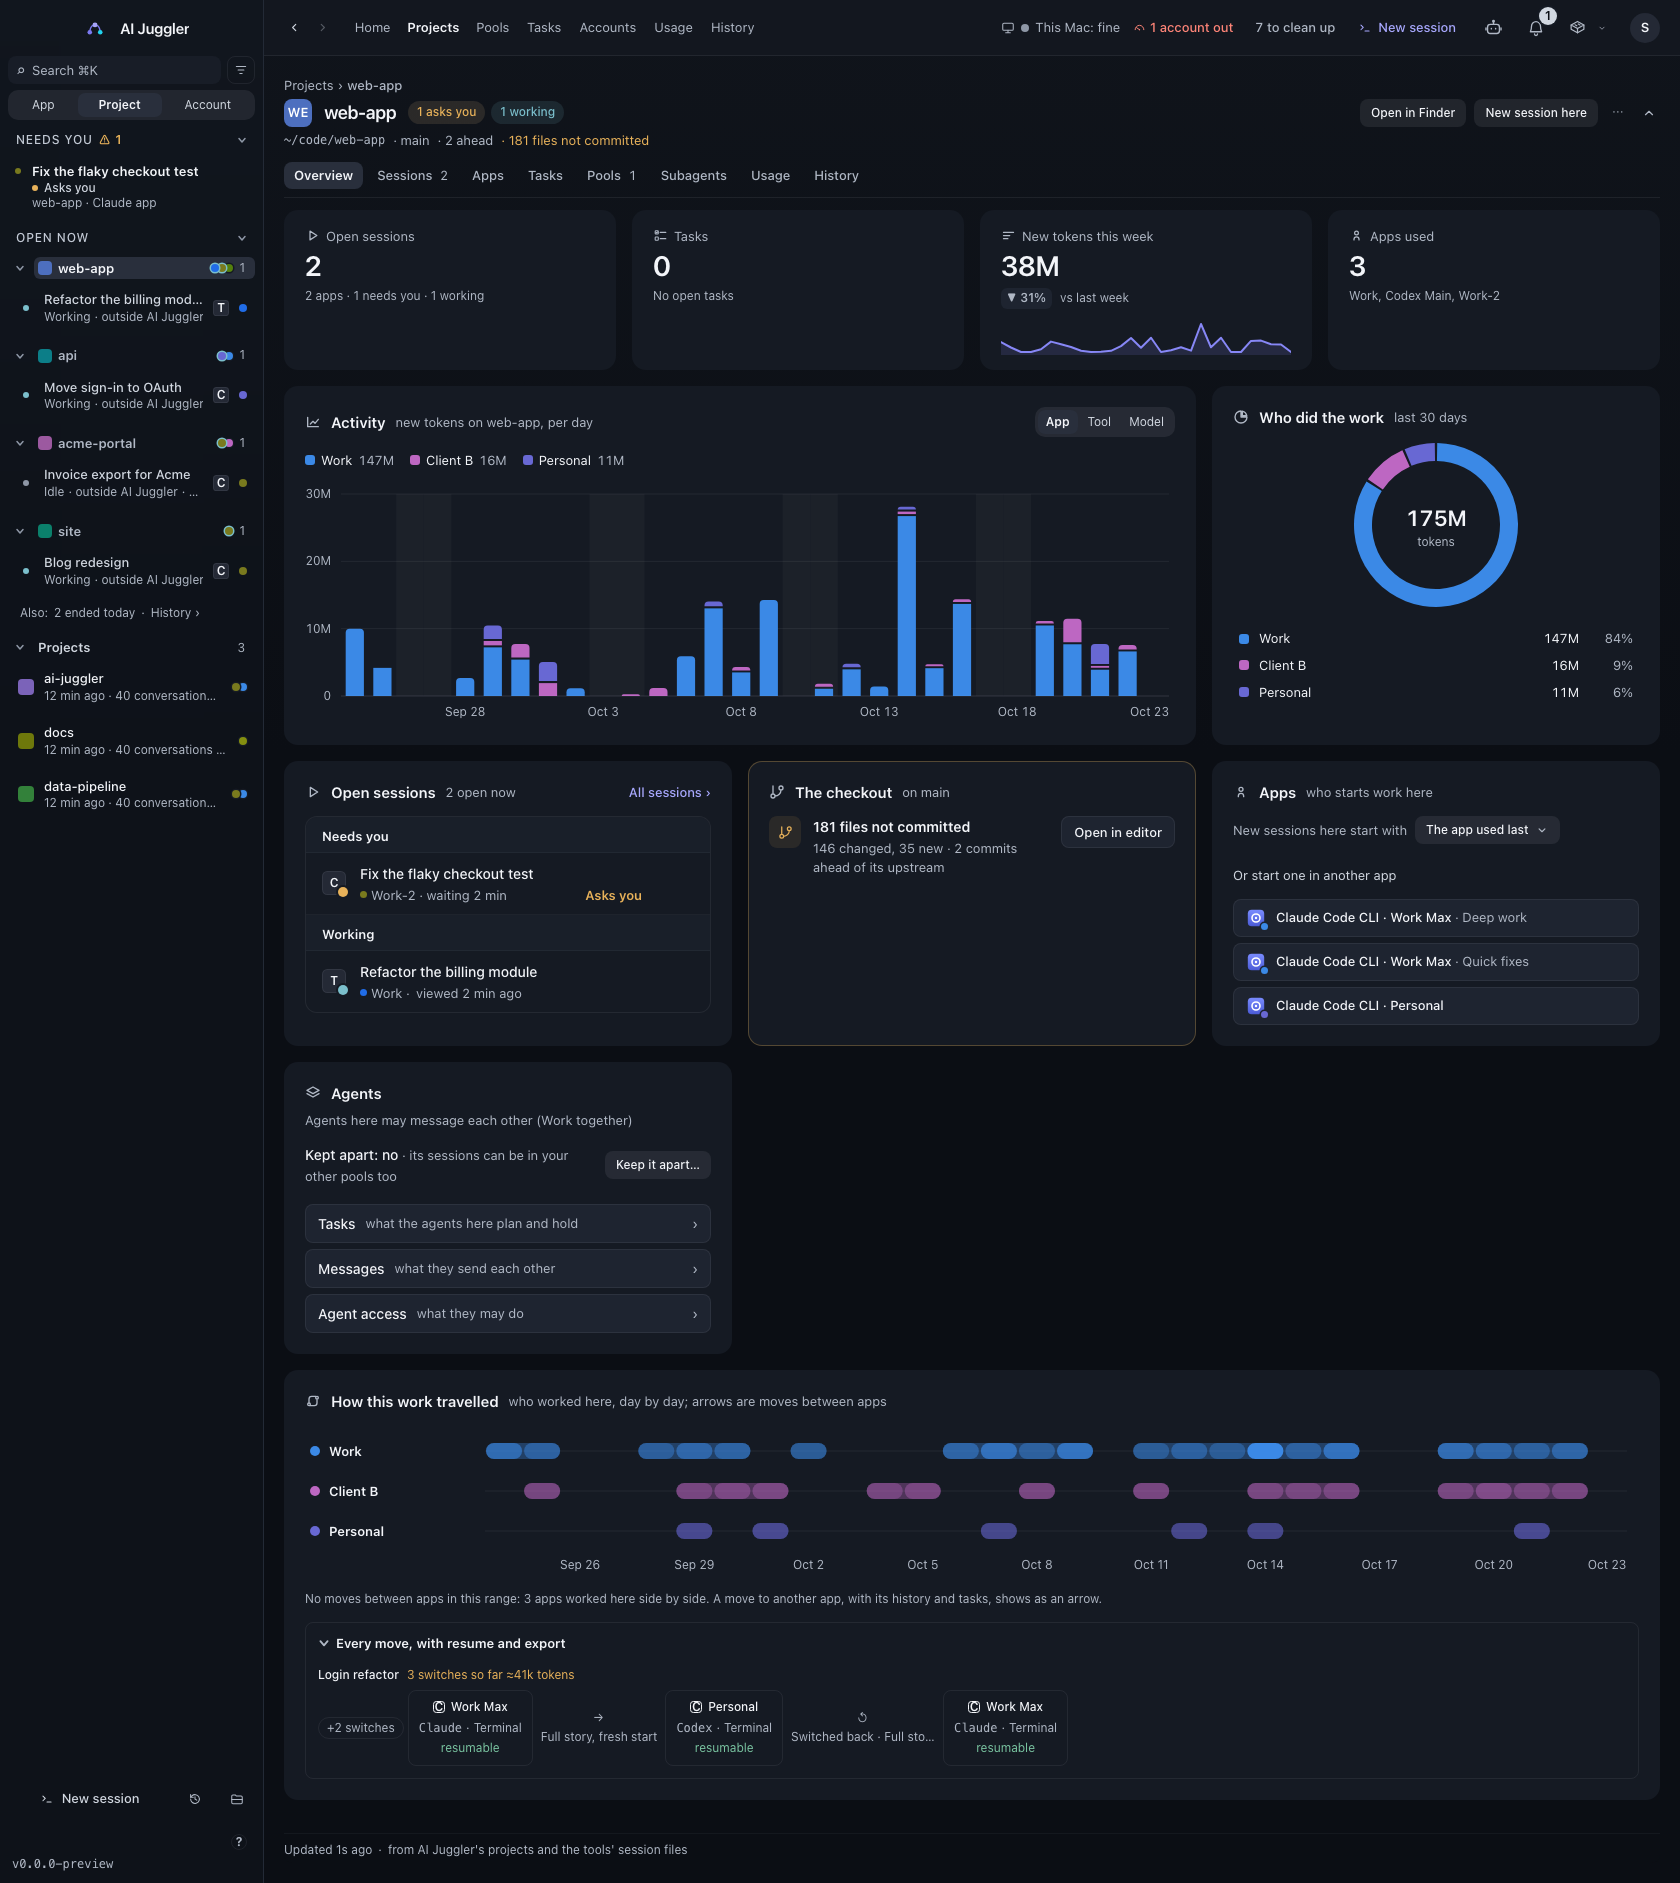 AI Juggler
Search ⌘K
App Project Account
NEEDS YOU 1
Fix the flaky checkout test
Asks you
web-app · Claude app
OPEN NOW
web-app 1
Refactor the billing mod... T
Working · outside AI Juggler
api 1
Move sign-in to OAuth C
Working · outside AI Juggler
acme-portal 1
Invoice export for Acme C
Idle · outside AI Juggler · ...
site 1
Blog redesign C
Working · outside AI Juggler
Also: 2 ended today · History ›
Projects 3
ai-juggler
12 min ago · 40 conversation...
docs
12 min ago · 40 conversations ...
data-pipeline
12 min ago · 40 conversation...
New session
?
v0.0.0-preview
‹ › Home Projects Pools Tasks Accounts Usage History
This Mac: fine 1 account out 7 to clean up New session 1 S
Projects › web-app
WE web-app 1 asks you 1 working
Open in Finder New session here ...
~/code/web-app · main · 2 ahead · 181 files not committed
Overview Sessions 2 Apps Tasks Pools 1 Subagents Usage History
Open sessions
2
2 apps · 1 needs you · 1 working
Tasks
0
No open tasks
New tokens this week
38M
▼ 31% vs last week
Apps used
3
Work, Codex Main, Work-2
Activity new tokens on web-app, per day
App Tool Model
Work 147M Client B 16M Personal 11M
30M
20M
10M
0
Sep 28 Oct 3 Oct 8 Oct 13 Oct 18 Oct 23
Who did the work last 30 days
175M
tokens
Work 147M 84%
Client B 16M 9%
Personal 11M 6%
Open sessions 2 open now All sessions ›
Needs you
C Fix the flaky checkout test
Work-2 · waiting 2 min Asks you
Working
T Refactor the billing module
Work · viewed 2 min ago
The checkout on main
181 files not committed
146 changed, 35 new · 2 commits
ahead of its upstream
Open in editor
Apps who starts work here
New sessions here start with The app used last
Or start one in another app
Claude Code CLI · Work Max · Deep work
Claude Code CLI · Work Max · Quick fixes
Claude Code CLI · Personal
Agents
Agents here may message each other (Work together)
Kept apart: no · its sessions can be in your
other pools too
Keep it apart...
Tasks what the agents here plan and hold ›
Messages what they send each other ›
Agent access what they may do ›
How this work travelled who worked here, day by day; arrows are moves between apps
Work
Client B
Personal
Sep 26 Sep 29 Oct 2 Oct 5 Oct 8 Oct 11 Oct 14 Oct 17 Oct 20 Oct 23
No moves between apps in this range: 3 apps worked here side by side. A move to another app, with its history and tasks, shows as an arrow.
Every move, with resume and export
Login refactor 3 switches so far ≈41k tokens
+2 switches
C Work Max
Claude · Terminal
resumable
→
Full story, fresh start
C Personal
Codex · Terminal
resumable
Switched back · Full sto...
C Work Max
Claude · Terminal
resumable
Updated 1s ago · from AI Juggler's projects and the tools' session files